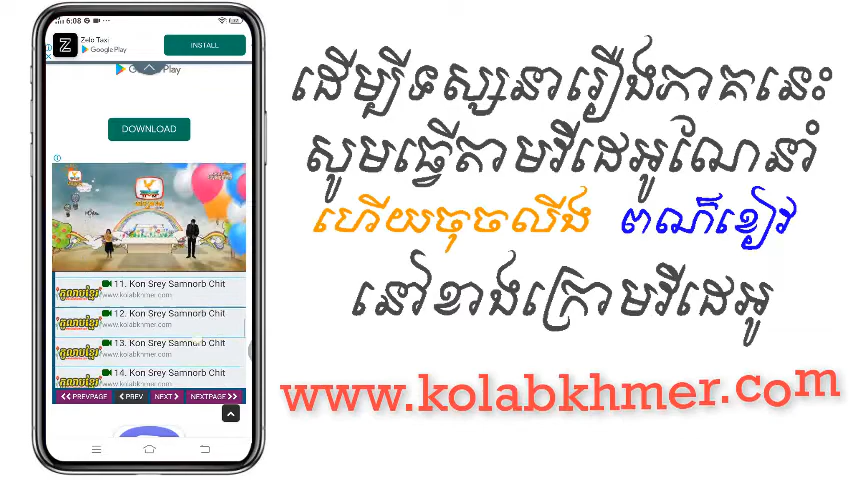 6:08
Zelo Taxi
Google Play
INSTALL
DOWNLOAD
11. Kon Srey Samnorb Chit
www.kolabkhmer.com
12. Kon Srey Samnorb Chit
www.kolabkhmer.com
13. Kon Srey Samnorb Chit
www.kolabkhmer.com
14. Kon Srey Samnorb Chit
www.kolabkhmer.com
PREVPAGE PREV NEXT NEXTPAGE
ដើម្បីទស្សនារឿងភាគនេះ
សូមធ្វើតាមវីដេអូណែនាំ
ហើយចុចលីង ពណ៌ខៀវ
នៅខាងក្រោមវីដេអូ
www.kolabkhmer.com